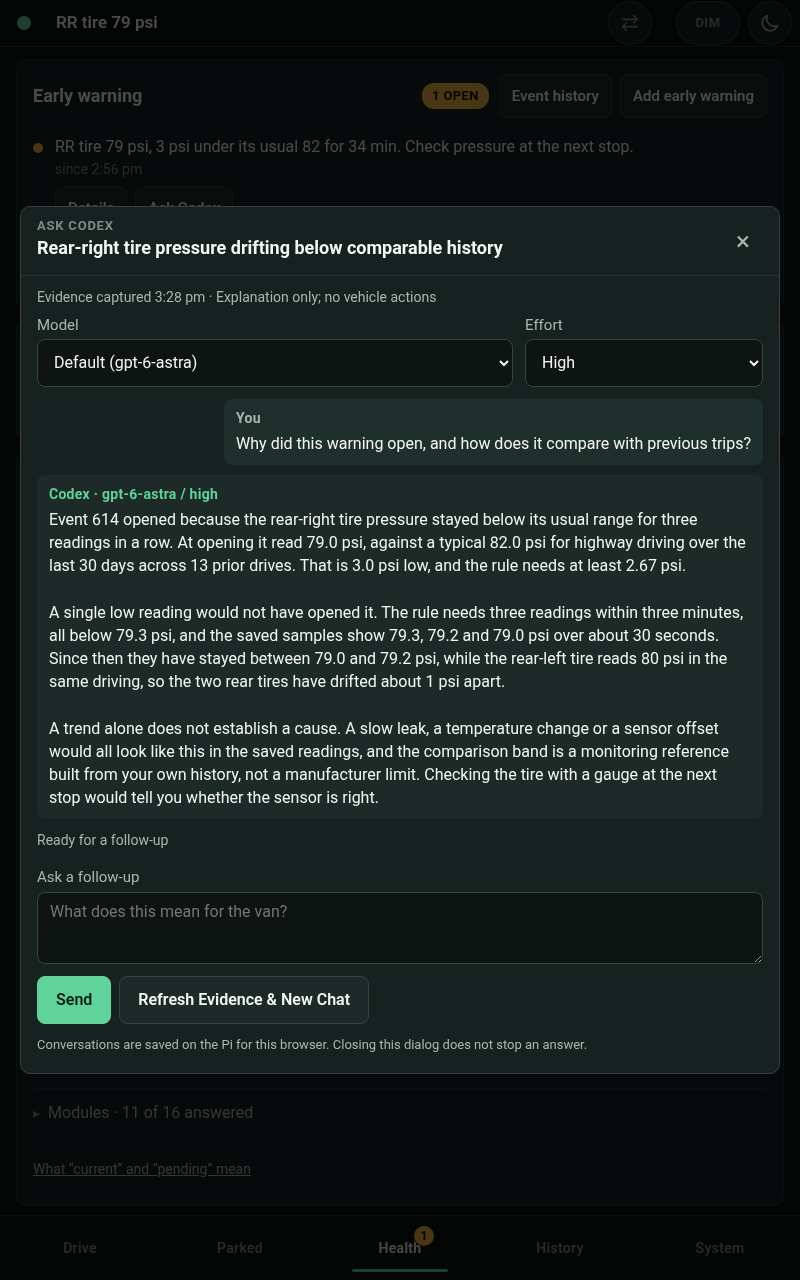 RR tire 79 psi
DIM
Early warning
1 OPEN
Event history
Add early warning
RR tire 79 psi, 3 psi under its usual 82 for 34 min. Check pressure at the next stop.
since 2:56 pm
Details
Ask Codex
ASK CODEX
Rear-right tire pressure drifting below comparable history
×
Evidence captured 3:28 pm · Explanation only; no vehicle actions
Model
Effort
Default (gpt-6-astra)
High
You
Why did this warning open, and how does it compare with previous trips?
Codex · gpt-6-astra / high
Event 614 opened because the rear-right tire pressure stayed below its usual range for three
readings in a row. At opening it read 79.0 psi, against a typical 82.0 psi for highway driving over the
last 30 days across 13 prior drives. That is 3.0 psi low, and the rule needs at least 2.67 psi.
A single low reading would not have opened it. The rule needs three readings within three minutes,
all below 79.3 psi, and the saved samples show 79.3, 79.2 and 79.0 psi over about 30 seconds.
Since then they have stayed between 79.0 and 79.2 psi, while the rear-left tire reads 80 psi in the
same driving, so the two rear tires have drifted about 1 psi apart.
A trend alone does not establish a cause. A slow leak, a temperature change or a sensor offset
would all look like this in the saved readings, and the comparison band is a monitoring reference
built from your own history, not a manufacturer limit. Checking the tire with a gauge at the next
stop would tell you whether the sensor is right.
Ready for a follow-up
Ask a follow-up
What does this mean for the van?
Send
Refresh Evidence & New Chat
Conversations are saved on the Pi for this browser. Closing this dialog does not stop an answer.
▸ Modules · 11 of 16 answered
What "current" and "pending" mean
Drive
Parked
Health
1
History
System